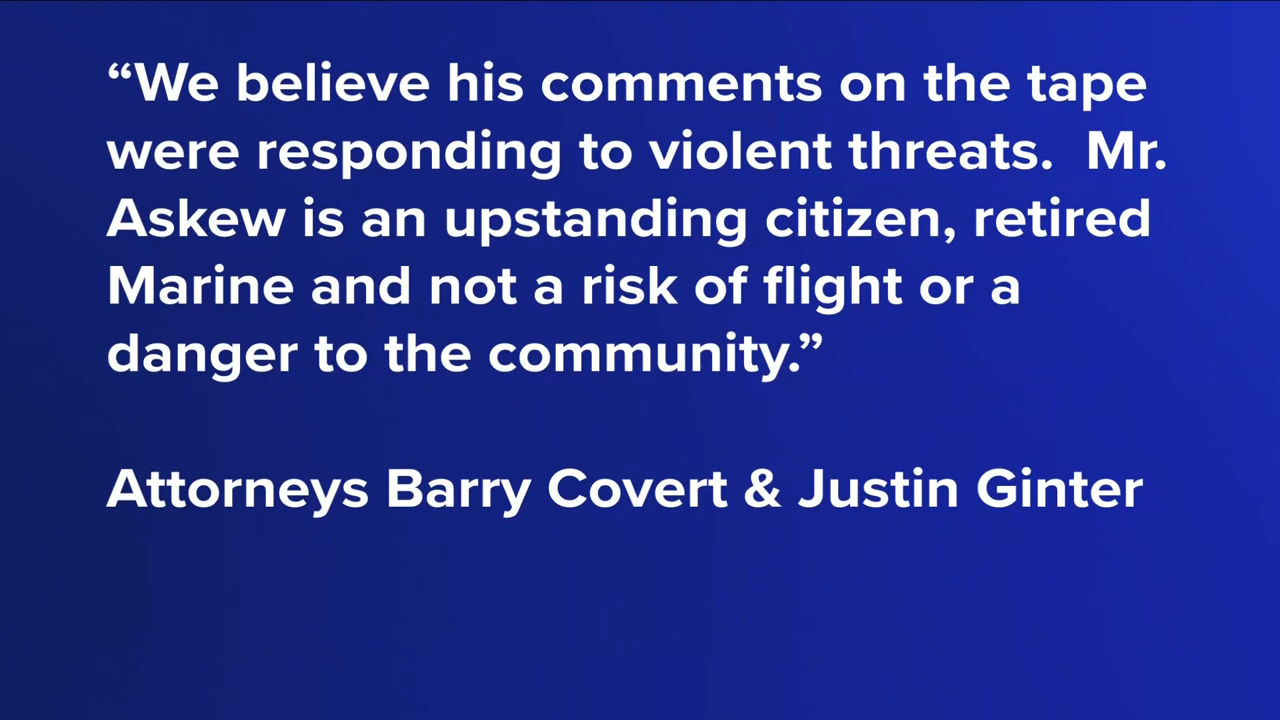 “We believe his comments on the tape
were responding to violent threats.  Mr.
Askew is an upstanding citizen, retired
Marine and not a risk of flight or a
danger to the community.”
Attorneys Barry Covert & Justin Ginter